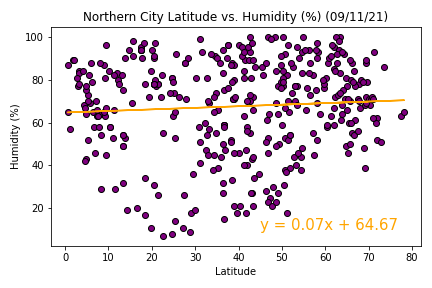 Northern City Latitude vs. Humidity (%) (09/11/21)
100
80
60
40
20
Humidity (%)
y = 0.07x + 64.67
0 10 20 30 40 50 60 70 80
Latitude